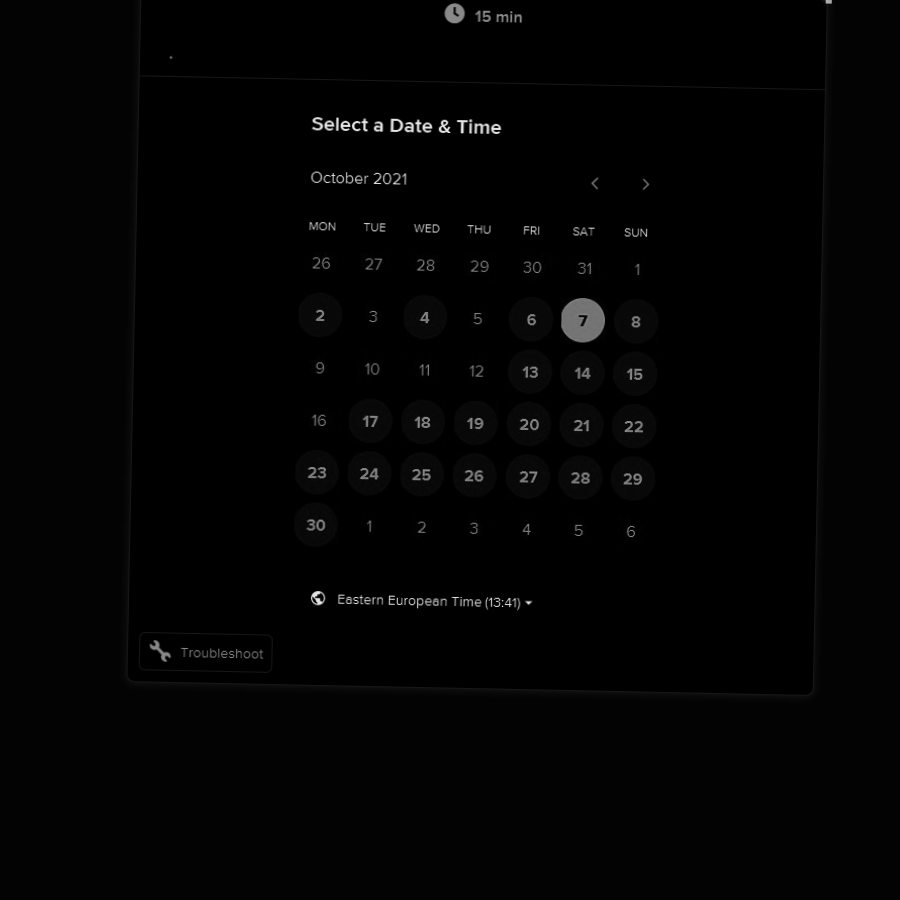 15 min
.
Select a Date & Time
October 2021
MON TUE WED THU FRI SAT SUN
26 27 28 29 30 31 1
2 3 4 5 6 7 8
9 10 11 12 13 14 15
16 17 18 19 20 21 22
23 24 25 26 27 28 29
30 1 2 3 4 5 6
Eastern European Time (13:41)
Troubleshoot